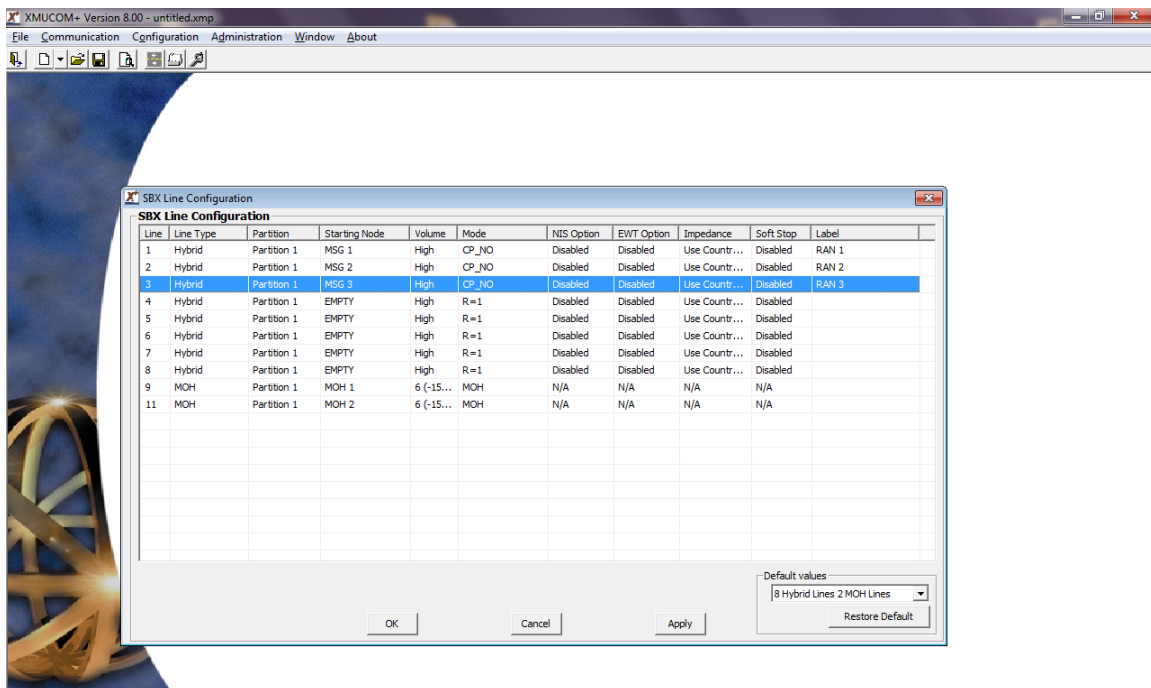 XMUCOM+ Version 8.00 - untitled.xmp
File Communication Configuration Administration Window About
SBX Line Configuration
SBX Line Configuration
Line Line Type Partition Starting Node Volume Mode NIS Option EWT Option Impedance Soft Stop Label
1 Hybrid Partition 1 MSG 1 High CP_NO Disabled Disabled Use Countr... Disabled RAN 1
2 Hybrid Partition 1 MSG 2 High CP_NO Disabled Disabled Use Countr... Disabled RAN 2
3 Hybrid Partition 1 MSG 3 High CP_NO Disabled Disabled Use Countr... Disabled RAN 3
4 Hybrid Partition 1 EMPTY High R=1 Disabled Disabled Use Countr... Disabled
5 Hybrid Partition 1 EMPTY High R=1 Disabled Disabled Use Countr... Disabled
6 Hybrid Partition 1 EMPTY High R=1 Disabled Disabled Use Countr... Disabled
7 Hybrid Partition 1 EMPTY High R=1 Disabled Disabled Use Countr... Disabled
8 Hybrid Partition 1 EMPTY High R=1 Disabled Disabled Use Countr... Disabled
9 MOH Partition 1 MOH 1 6 (-15... MOH N/A N/A N/A N/A
11 MOH Partition 1 MOH 2 6 (-15... MOH N/A N/A N/A N/A
Default values
8 Hybrid Lines 2 MOH Lines
OK Cancel Apply Restore Default